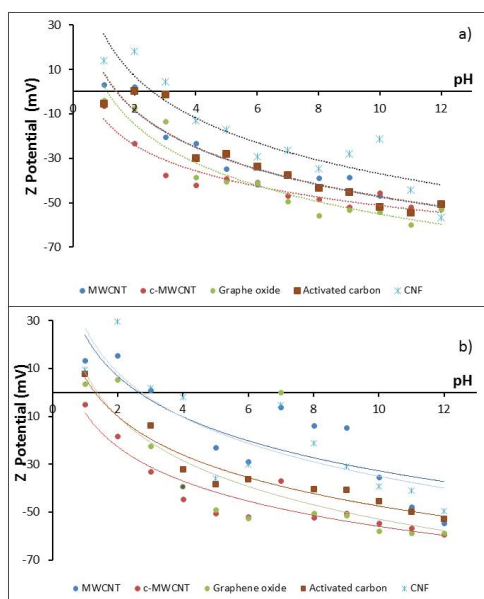 a)
30
pH
10
0 2 4 6 8 10 12 14
-10
-30
-50
-70
Z Potential (mV)
MWCNT c-MWCNT Graphe oxide Activated carbon CNF
b)
30
pH
10
0 2 4 6 8 10 12 14
-10
-30
-50
-70
Z Potential (mV)
MWCNT c-MWCNT Graphene oxide Activated carbon CNF